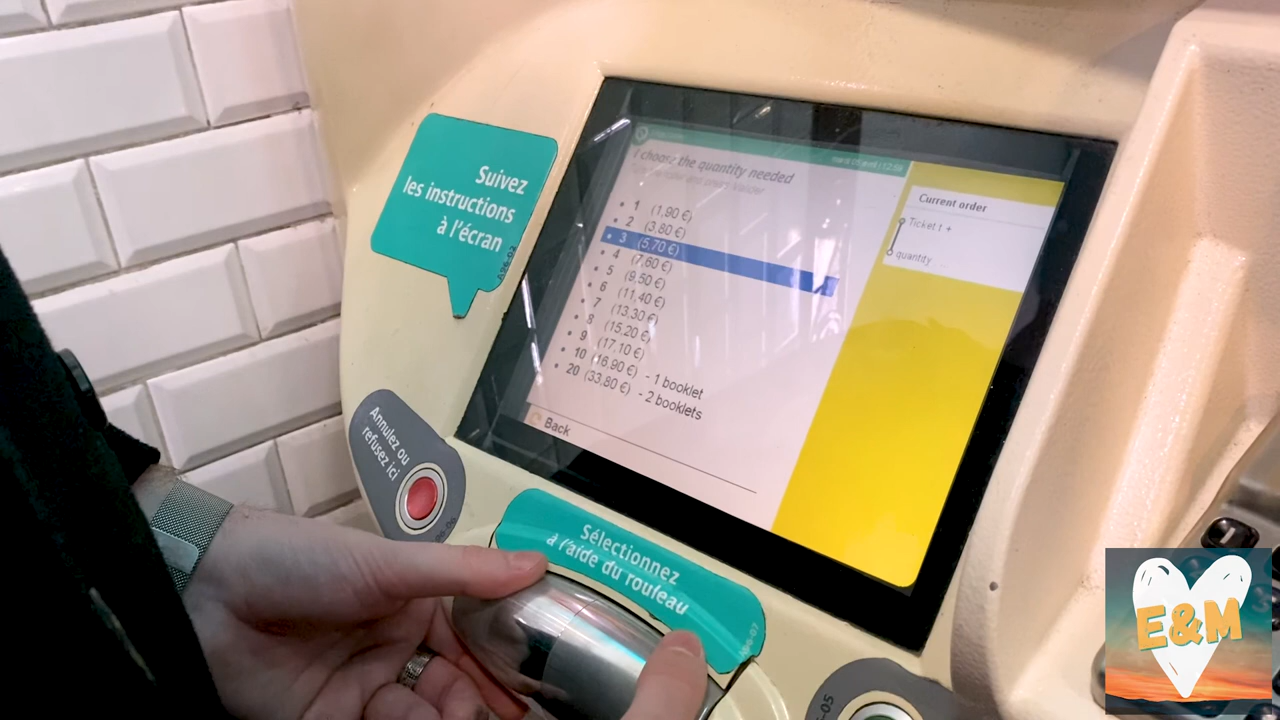 Suivez
les instructions
à l'écran
I choose the quantity needed
• 1 (1,90 €)
• 2 (3,80 €)
• 3 (5,70 €)
• 4 (7,60 €)
• 5 (9,50 €)
• 6 (11,40 €)
• 7 (13,30 €)
• 8 (15,20 €)
• 9 (17,10 €)
• 10 (16,90 €) - 1 booklet
• 20 (33,80 €) - 2 booklets
Back
Current order
Ticket t +
quantity
Annulez ou
refusez ici
Sélectionnez
à l'aide du rouleau
E&M